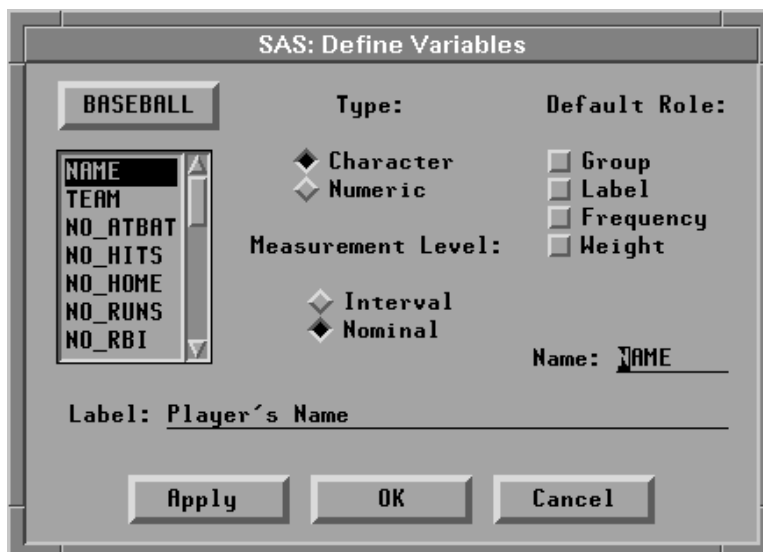 SAS: Define Variables
BASEBALL
Type:
Default Role:
NAME
TEAM
NO_ATBAT
NO_HITS
NO_HOME
NO_RUNS
NO_RBI
Character
Numeric
Measurement Level:
Interval
Nominal
Group
Label
Frequency
Weight
Name: NAME
Label: Player's Name
Apply
OK
Cancel